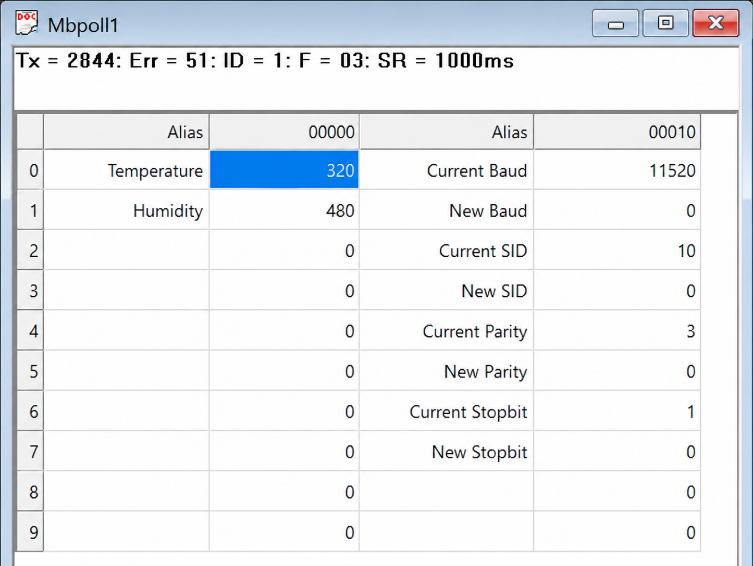 DOC
Mbpoll1
Tx = 2844: Err = 51: ID = 1: F = 03: SR = 1000ms
Alias 00000 Alias 00010
0 Temperature 320 Current Baud 11520
1 Humidity 480 New Baud 0
2 0 Current SID 10
3 0 New SID 0
4 0 Current Parity 3
5 0 New Parity 0
6 0 Current Stopbit 1
7 0 New Stopbit 0
8 0 0
9 0 0